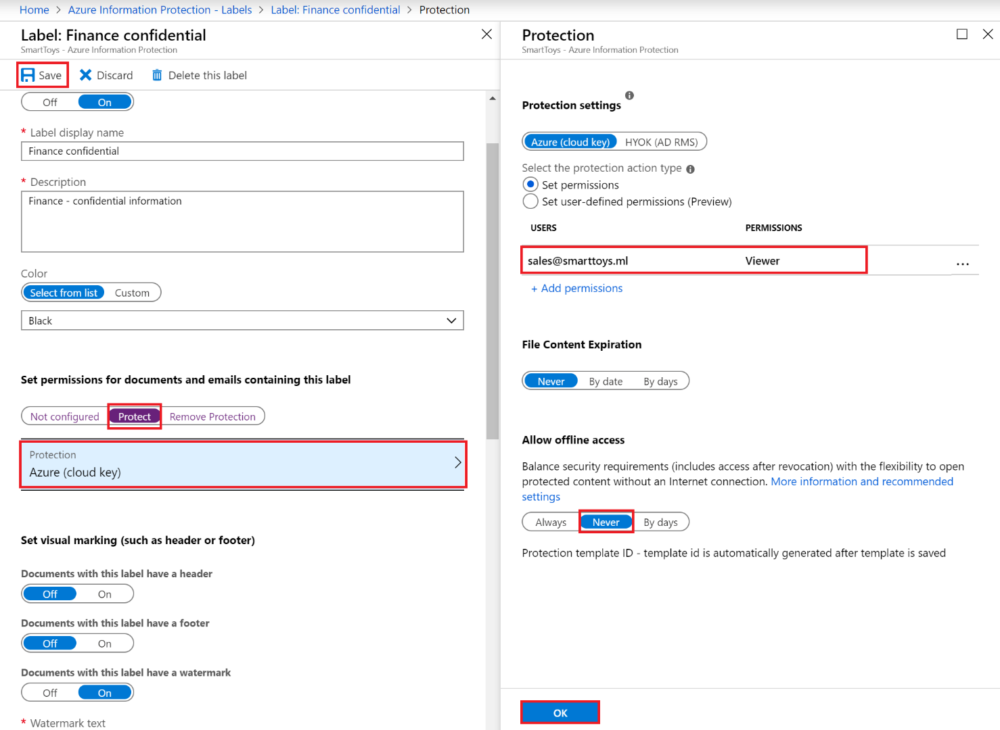 Home > Azure Information Protection - Labels > Label: Finance confidential > Protection
Label: Finance confidential
SmartToys - Azure Information Protection
Save Discard Delete this label
Off On
* Label display name
Finance confidential
* Description
Finance - confidential information
Color
Select from list Custom
Black
Set permissions for documents and emails containing this label
Not configured Protect Remove Protection
Protection
Azure (cloud key)
Set visual marking (such as header or footer)
Documents with this label have a header
Off On
Documents with this label have a footer
Off On
Documents with this label have a watermark
Off On
* Watermark text
Protection
SmartToys - Azure Information Protection
Protection settings
Azure (cloud key) HYOK (AD RMS)
Select the protection action type
Set permissions
Set user-defined permissions (Preview)
USERS PERMISSIONS
sales@smarttoys.ml Viewer ...
+ Add permissions
File Content Expiration
Never By date By days
Allow offline access
Balance security requirements (includes access after revocation) with the flexibility to open
protected content without an Internet connection. More information and recommended
settings
Always Never By days
Protection template ID - template id is automatically generated after template is saved
OK